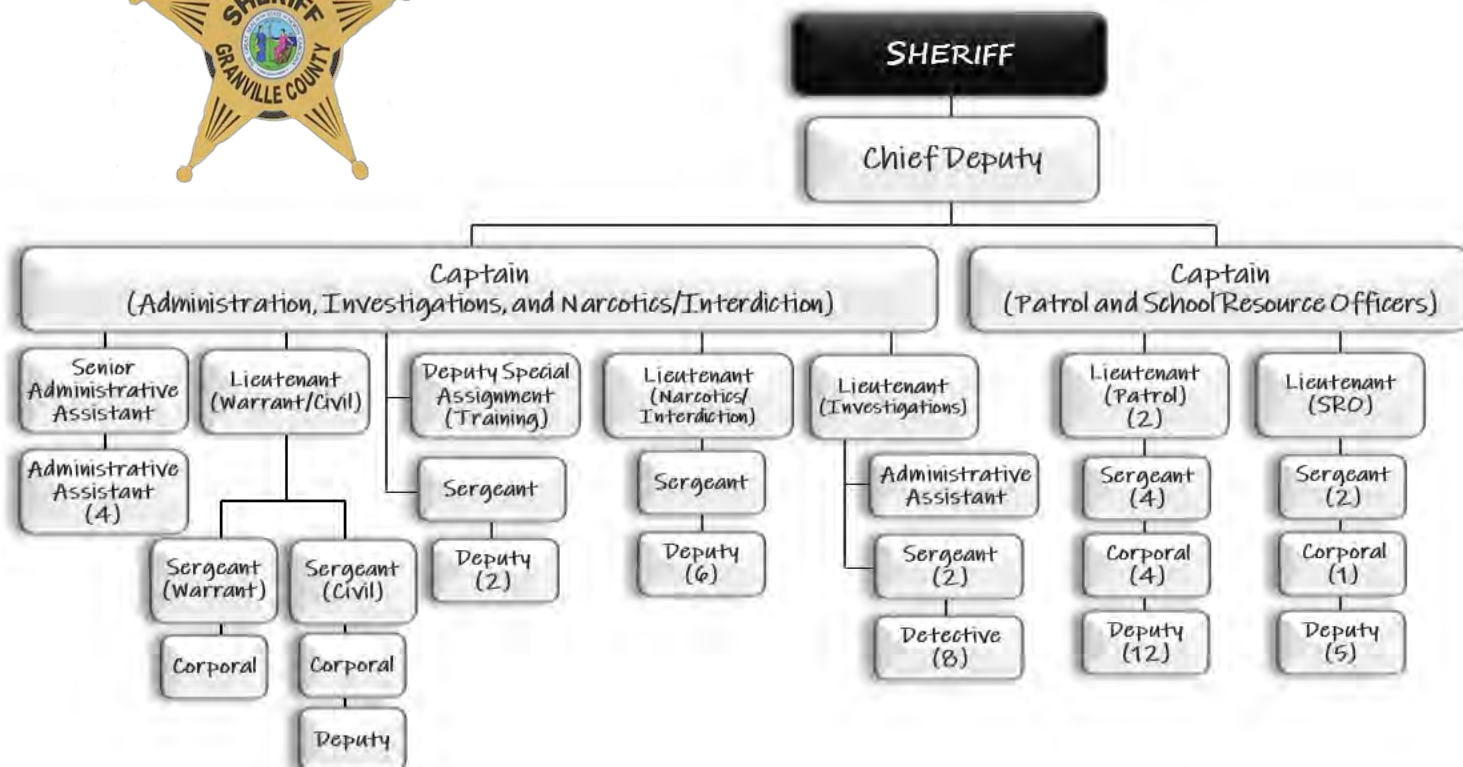 SHERIFF
GRANVILLE COUNTY
SHERIFF
Chief Deputy
Captain
(Administration, Investigations, and Narcotics/Interdiction)
Captain
(Patrol and School Resource Officers)
Senior
Administrative
Assistant
Administrative
Assistant
(4)
Lieutenant
(Warrant/Civil)
Sergeant
(Warrant)
Corporal
Sergeant
(Civil)
Corporal
Deputy
Deputy Special
Assignment
(Training)
Sergeant
Deputy
(2)
Lieutenant
(Narcotics/
Interdiction)
Sergeant
Deputy
(6)
Lieutenant
(Investigations)
Administrative
Assistant
Sergeant
(2)
Detective
(8)
Lieutenant
(Patrol)
(2)
Sergeant
(4)
Corporal
(4)
Deputy
(12)
Lieutenant
(SRO)
Sergeant
(2)
Corporal
(1)
Deputy
(5)